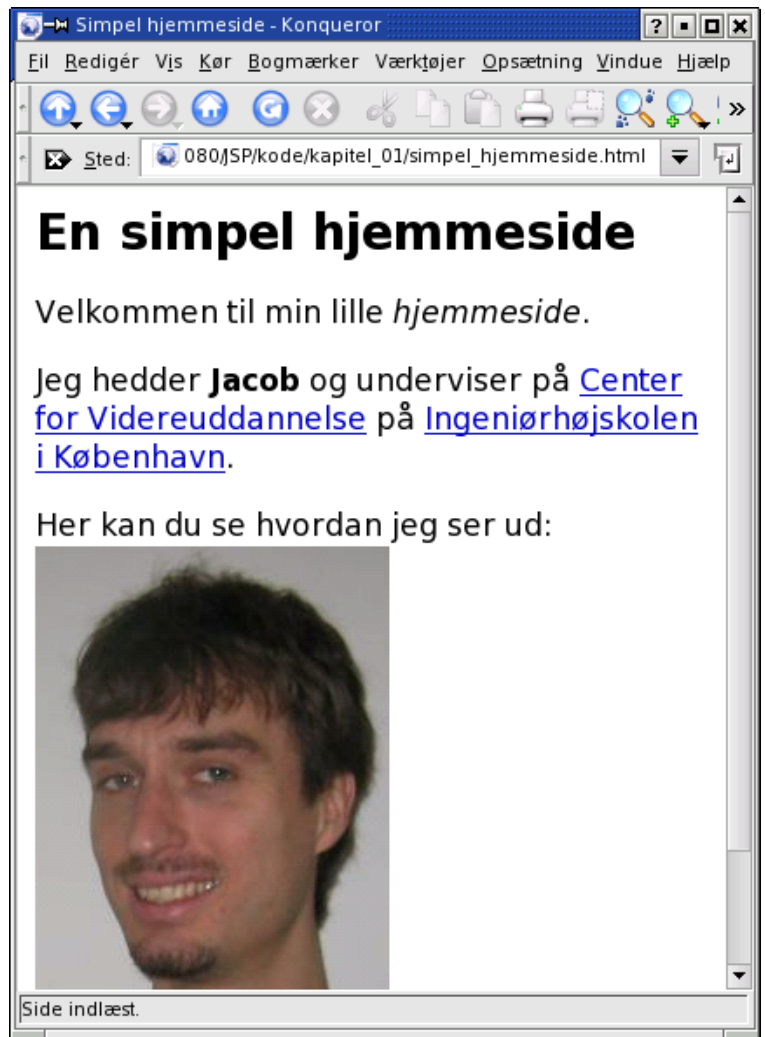 Simpel hjemmeside - Konqueror
Fil Redigér Vis Kør Bogmærker Værktøjer Opsætning Vindue Hjælp
Sted: 080/JSP/kode/kapitel_01/simpel_hjemmeside.html
En simpel hjemmeside
Velkommen til min lille hjemmeside.
Jeg hedder Jacob og underviser på Center
for Videreuddannelse på Ingeniørhøjskolen
i København.
Her kan du se hvordan jeg ser ud:
Side indlæst.